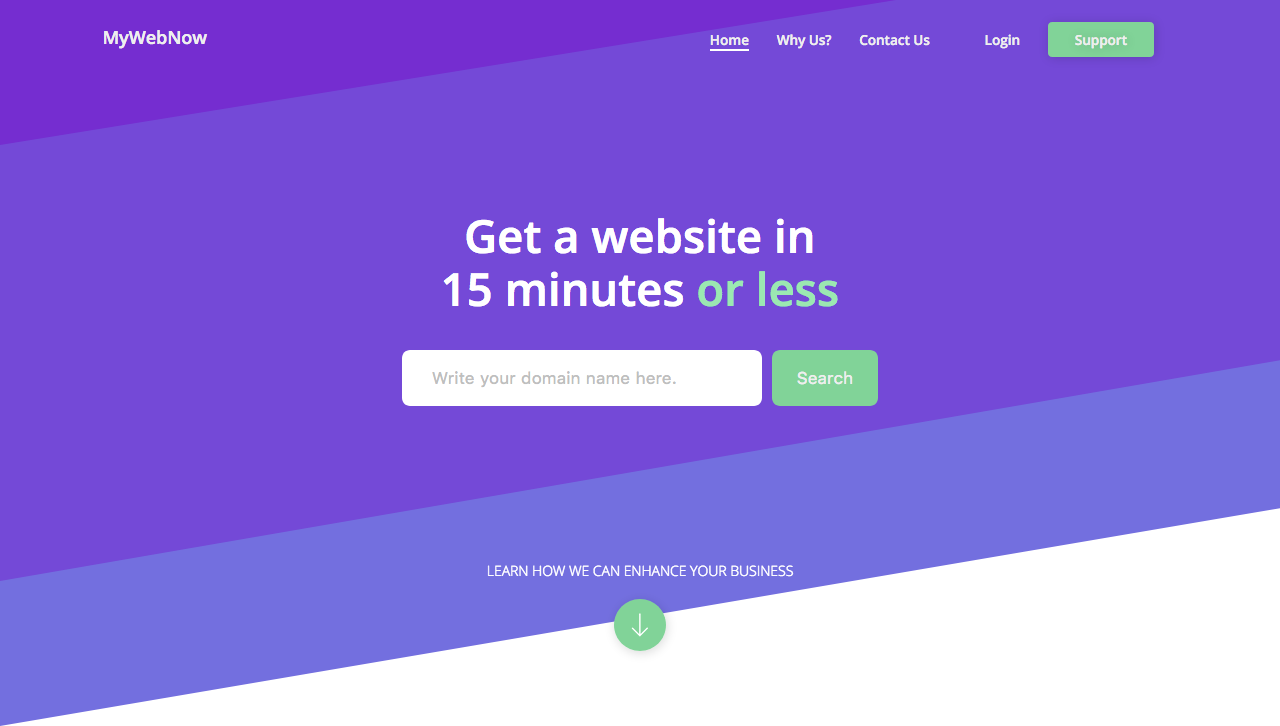 MyWebNow
Home Why Us? Contact Us Login Support
Get a website in
15 minutes or less
Write your domain name here. Search
LEARN HOW WE CAN ENHANCE YOUR BUSINESS